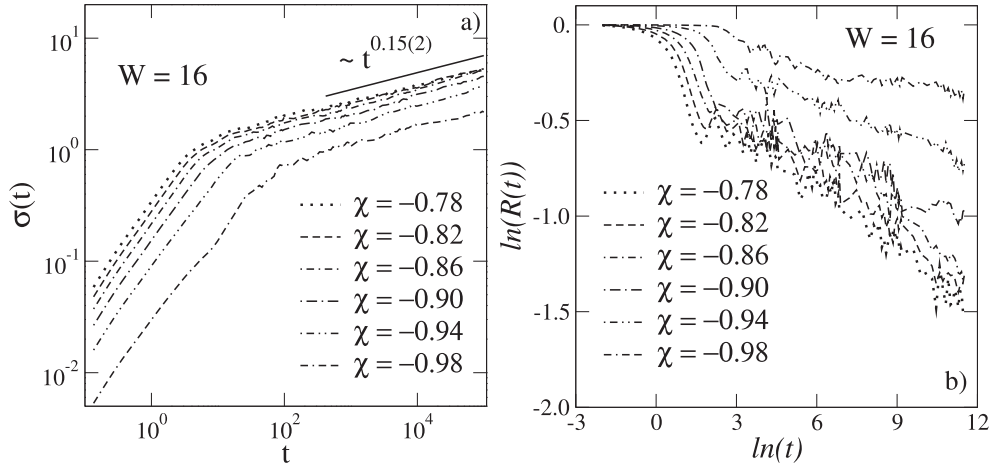 a)
10^1
~ t^0.15(2)
W = 16
10^0
σ(t)
χ = −0.78
χ = −0.82
χ = −0.86
χ = −0.90
χ = −0.94
χ = −0.98
10^-1
10^-2
10^0
10^2
10^4
t
0.
W = 16
-0.5
ln(R(t))
χ = −0.78
χ = −0.82
χ = −0.86
χ = −0.90
χ = −0.94
χ = −0.98
-1.0
-1.5
b)
-2.0
-3
0
3
6
9
12
ln(t)